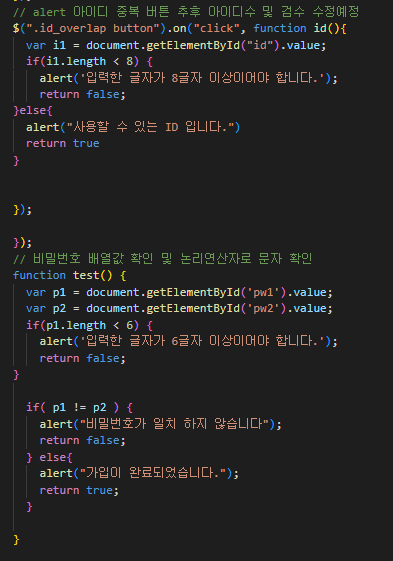 });
// alert 아이디 중복 버튼 추후 아이디수 및 검수 수정예정
$(".id_overlap button").on("click", function id(){
var i1 = document.getElementById("id").value;
if(i1.length < 8) {
alert('입력한 글자가 8글자 이상이어야 합니다.');
return false;
}else{
alert("사용할 수 있는 ID 입니다.")
return true
}
});
});
// 비밀번호 배열값 확인 및 논리연산자로 문자 확인
function test() {
var p1 = document.getElementById('pw1').value;
var p2 = document.getElementById('pw2').value;
if(p1.length < 6) {
alert('입력한 글자가 6글자 이상이어야 합니다.');
return false;
}
if( p1 != p2 ) {
alert("비밀번호가 일치 하지 않습니다");
return false;
} else{
alert("가입이 완료되었습니다.");
return true;
}
}